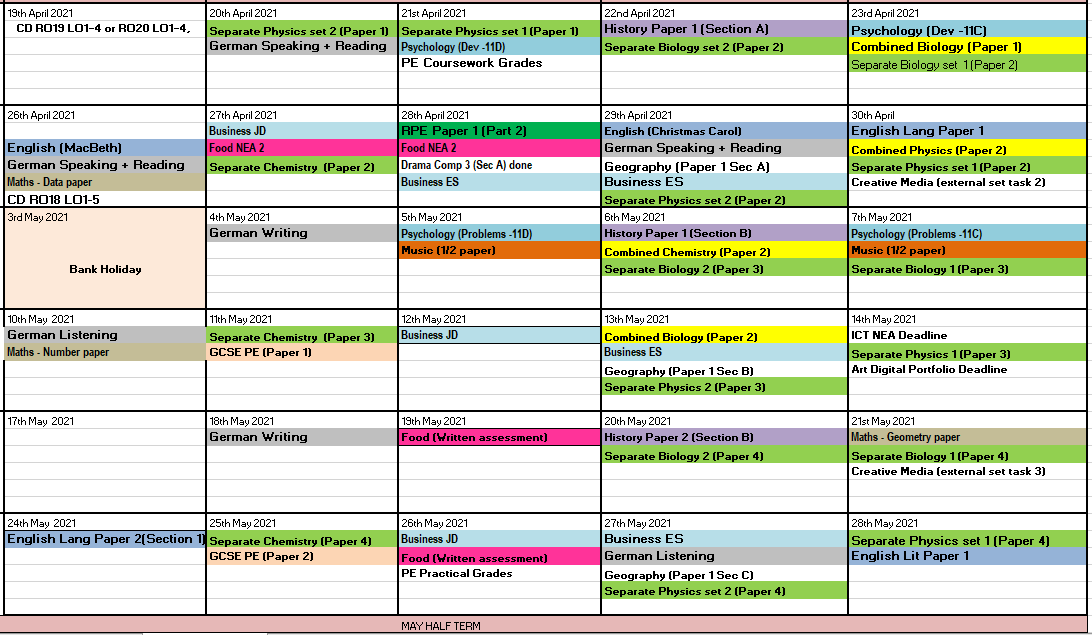 19th April 2021
CD RO19 LO1-4 or RO20 LO1-4,
20th April 2021
Separate Physics set 2 (Paper 1)
German Speaking + Reading
21st April 2021
Separate Physics set 1 (Paper 1)
Psychology (Dev -11D)
PE Coursework Grades
22nd April 2021
History Paper 1 (Section A)
Separate Biology set 2 (Paper 2)
23rd April 2021
Psychology (Dev -11C)
Combined Biology (Paper 1)
Separate Biology set 1 (Paper 2)
26th April 2021
English (MacBeth)
German Speaking + Reading
Maths - Data paper
CD RO18 LO1-5
27th April 2021
Business JD
Food NEA 2
Separate Chemistry (Paper 2)
28th April 2021
RPE Paper 1 (Part 2)
Food NEA 2
Drama Comp 3 (Sec A) done
Business ES
29th April 2021
English (Christmas Carol)
German Speaking + Reading
Geography (Paper 1 Sec A)
Business ES
Separate Physics set 2 (Paper 2)
30th April
English Lang Paper 1
Combined Physics (Paper 2)
Separate Physics set 1 (Paper 2)
Creative Media (external set task 2)
3rd May 2021
Bank Holiday
4th May 2021
German Writing
5th May 2021
Psychology (Problems -11D)
Music (1/2 paper)
6th May 2021
History Paper 1 (Section B)
Combined Chemistry (Paper 2)
Separate Biology 2 (Paper 3)
7th May 2021
Psychology (Problems -11C)
Music (1/2 paper)
Separate Biology 1 (Paper 3)
10th May 2021
German Listening
Maths - Number paper
11th May 2021
Separate Chemistry (Paper 3)
GCSE PE (Paper 1)
12th May 2021
Business JD
13th May 2021
Combined Biology (Paper 2)
Business ES
Geography (Paper 1 Sec B)
Separate Physics 2 (Paper 3)
14th May 2021
ICT NEA Deadline
Separate Physics 1 (Paper 3)
Art Digital Portfolio Deadline
17th May 2021
18th May 2021
German Writing
19th May 2021
Food (Written assessment)
20th May 2021
History Paper 2 (Section B)
Separate Biology 2 (Paper 4)
21st May 2021
Maths - Geometry paper
Separate Biology 1 (Paper 4)
Creative Media (external set task 3)
24th May 2021
English Lang Paper 2(Section 1)
25th May 2021
Separate Chemistry (Paper 4)
GCSE PE (Paper 2)
26th May 2021
Business JD
Food (Written assessment)
PE Practical Grades
27th May 2021
Business ES
German Listening
Geography (Paper 1 Sec C)
Separate Physics set 2 (Paper 4)
28th May 2021
Separate Physics set 1 (Paper 4)
English Lit Paper 1
MAY HALF TERM